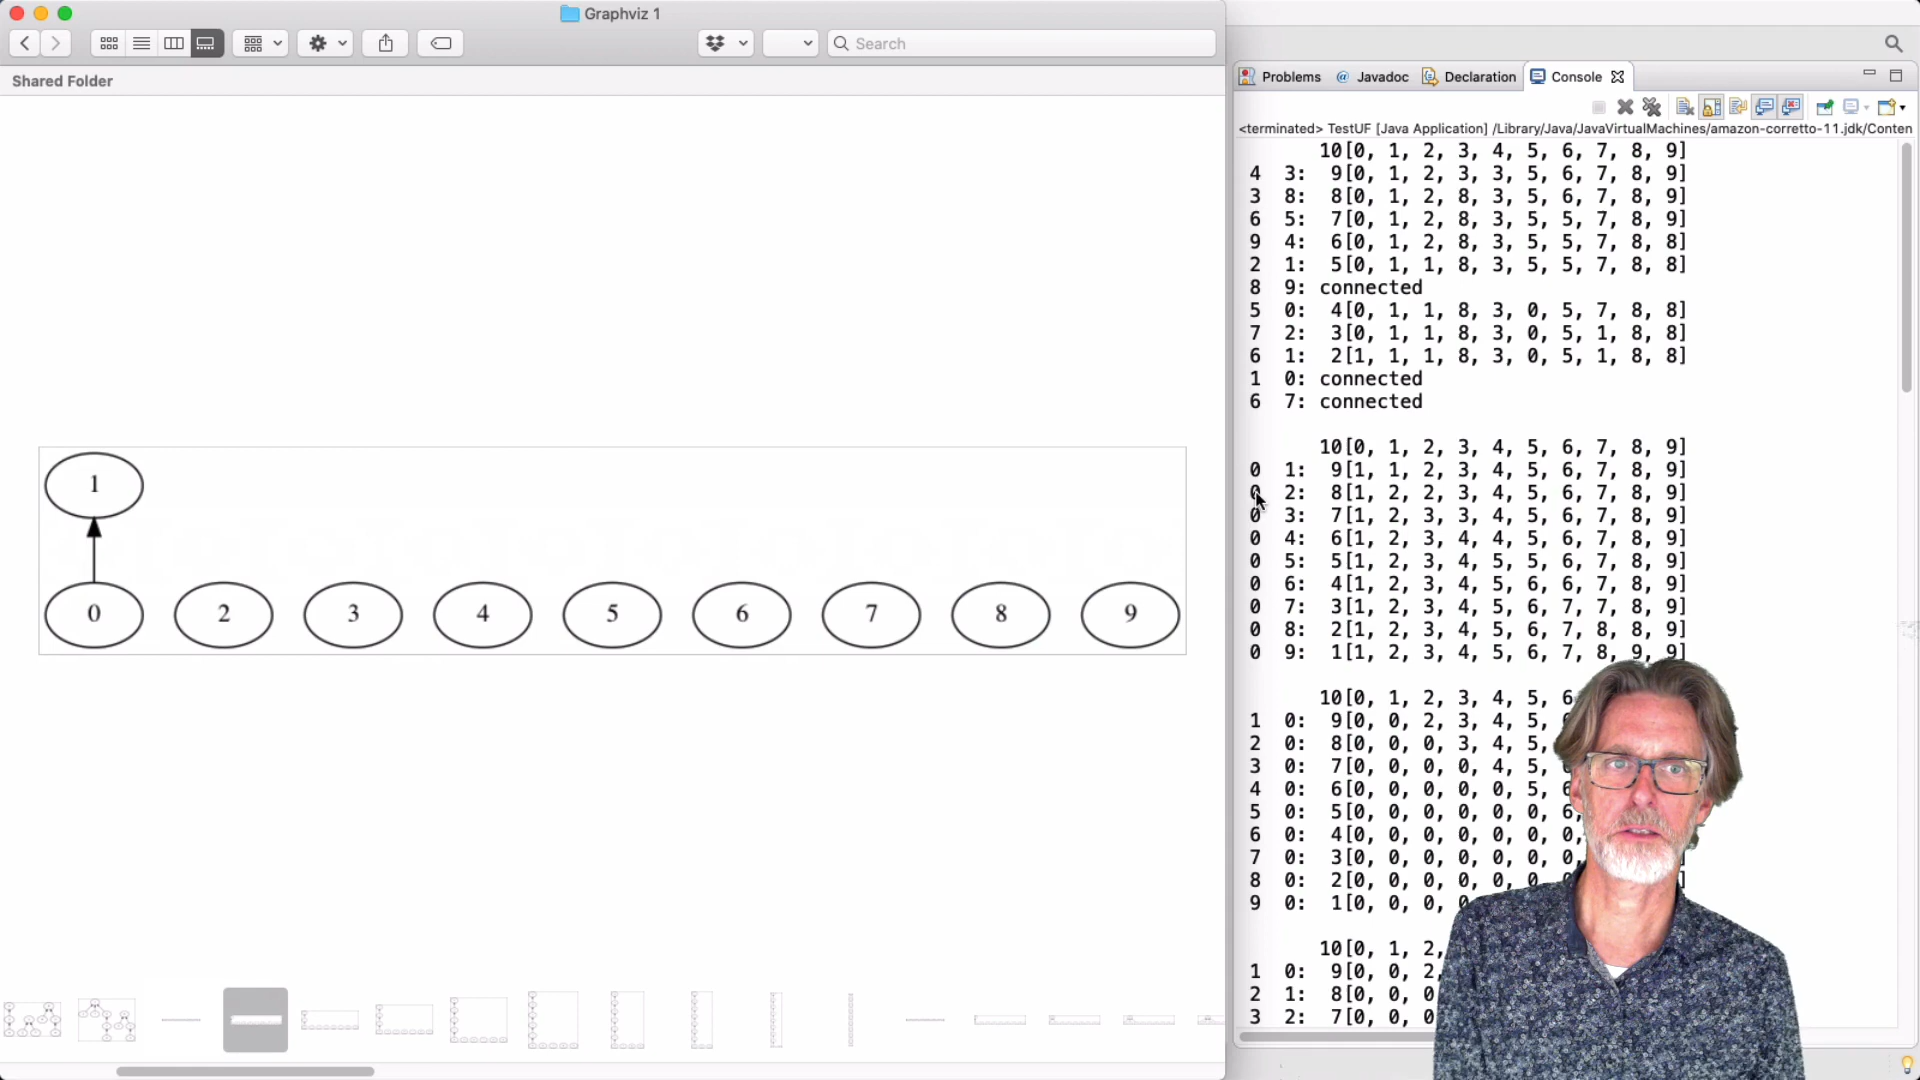 Graphviz 1
Search
Shared Folder
1
0 2 3 4 5 6 7 8 9
Problems Javadoc Declaration Console
<terminated> TestUF [Java Application] /Library/Java/JavaVirtualMachines/amazon-corretto-11.jdk/Conten
10[0, 1, 2, 3, 4, 5, 6, 7, 8, 9]
4 3: 9[0, 1, 2, 3, 3, 5, 6, 7, 8, 9]
3 8: 8[0, 1, 2, 8, 3, 5, 6, 7, 8, 9]
6 5: 7[0, 1, 2, 8, 3, 5, 5, 7, 8, 9]
9 4: 6[0, 1, 2, 8, 3, 5, 5, 7, 8, 8]
2 1: 5[0, 1, 1, 8, 3, 5, 5, 7, 8, 8]
8 9: connected
5 0: 4[0, 1, 1, 8, 3, 0, 5, 7, 8, 8]
7 2: 3[0, 1, 1, 8, 3, 0, 5, 1, 8, 8]
6 1: 2[1, 1, 1, 8, 3, 0, 5, 1, 8, 8]
1 0: connected
6 7: connected
10[0, 1, 2, 3, 4, 5, 6, 7, 8, 9]
0 1: 9[1, 1, 2, 3, 4, 5, 6, 7, 8, 9]
0 2: 8[1, 2, 2, 3, 4, 5, 6, 7, 8, 9]
0 3: 7[1, 2, 3, 3, 4, 5, 6, 7, 8, 9]
0 4: 6[1, 2, 3, 4, 4, 5, 6, 7, 8, 9]
0 5: 5[1, 2, 3, 4, 5, 5, 6, 7, 8, 9]
0 6: 4[1, 2, 3, 4, 5, 6, 6, 7, 8, 9]
0 7: 3[1, 2, 3, 4, 5, 6, 7, 7, 8, 9]
0 8: 2[1, 2, 3, 4, 5, 6, 7, 8, 8, 9]
0 9: 1[1, 2, 3, 4, 5, 6, 7, 8, 9, 9]
10[0, 1, 2, 3, 4, 5, 6
1 0: 9[0, 0, 2, 3, 4, 5,
2 0: 8[0, 0, 0, 3, 4, 5,
3 0: 7[0, 0, 0, 0, 4, 5,
4 0: 6[0, 0, 0, 0, 0, 5,
5 0: 5[0, 0, 0, 0, 0, 0,
6 0: 4[0, 0, 0, 0, 0, 0,
7 0: 3[0, 0, 0, 0, 0, 0,
8 0: 2[0, 0, 0, 0, 0, 0 ]
9 0: 1[0, 0, 0, 0,
10[0, 1, 2,
1 0: 9[0, 0, 2,
2 1: 8[0, 0, 0,
3 2: 7[0, 0, 0,